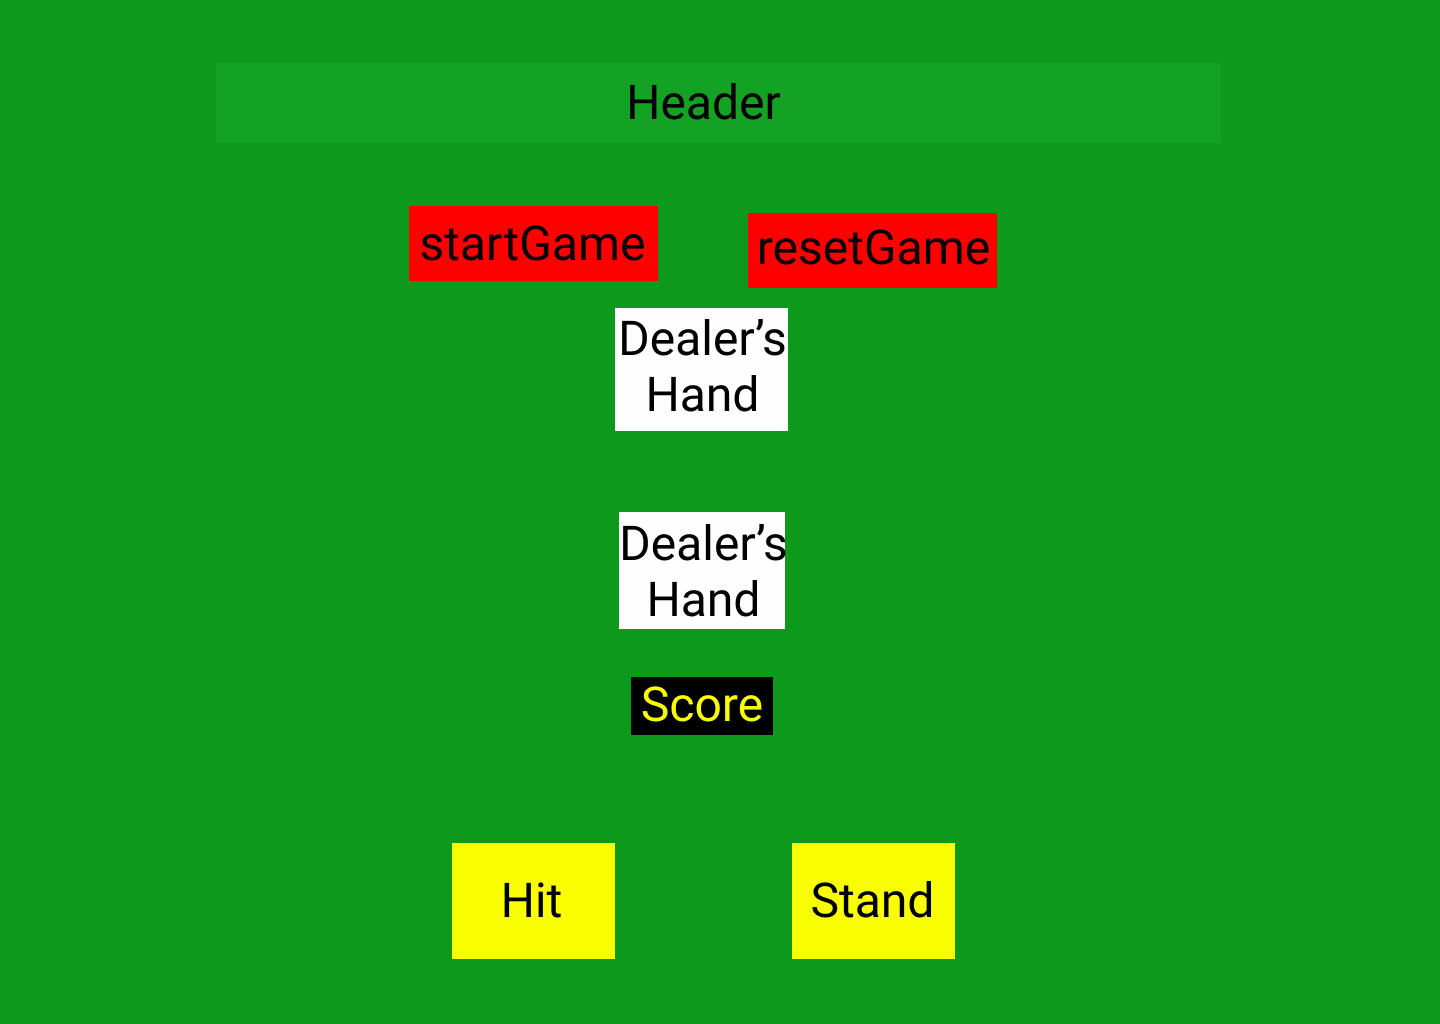 Header
startGame
resetGame
Dealer’s
Hand
Dealer’s
Hand
Score
Hit
Stand